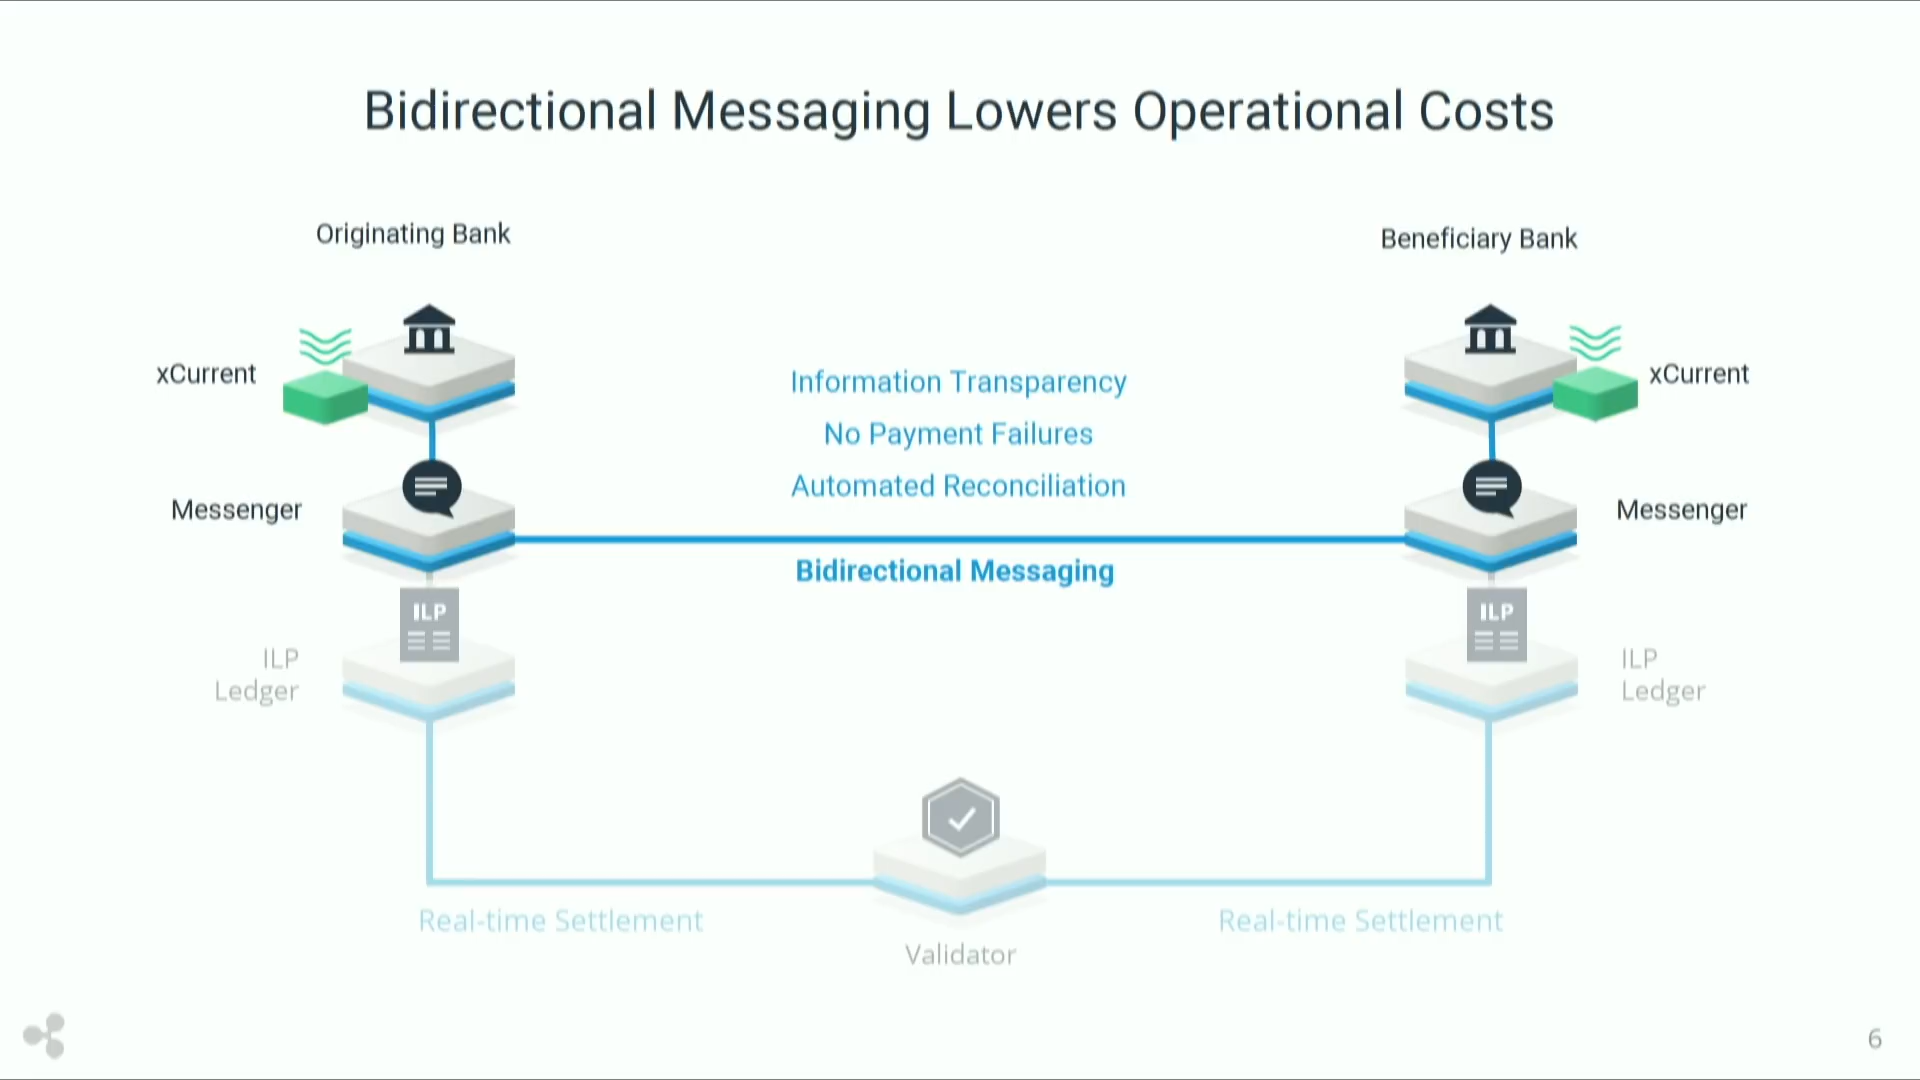 Bidirectional Messaging Lowers Operational Costs
Originating Bank
Beneficiary Bank
xCurrent
xCurrent
Information Transparency
No Payment Failures
Automated Reconciliation
Messenger
Messenger
Bidirectional Messaging
ILP
ILP
ILP
Ledger
ILP
Ledger
Real-time Settlement
Real-time Settlement
Validator
6